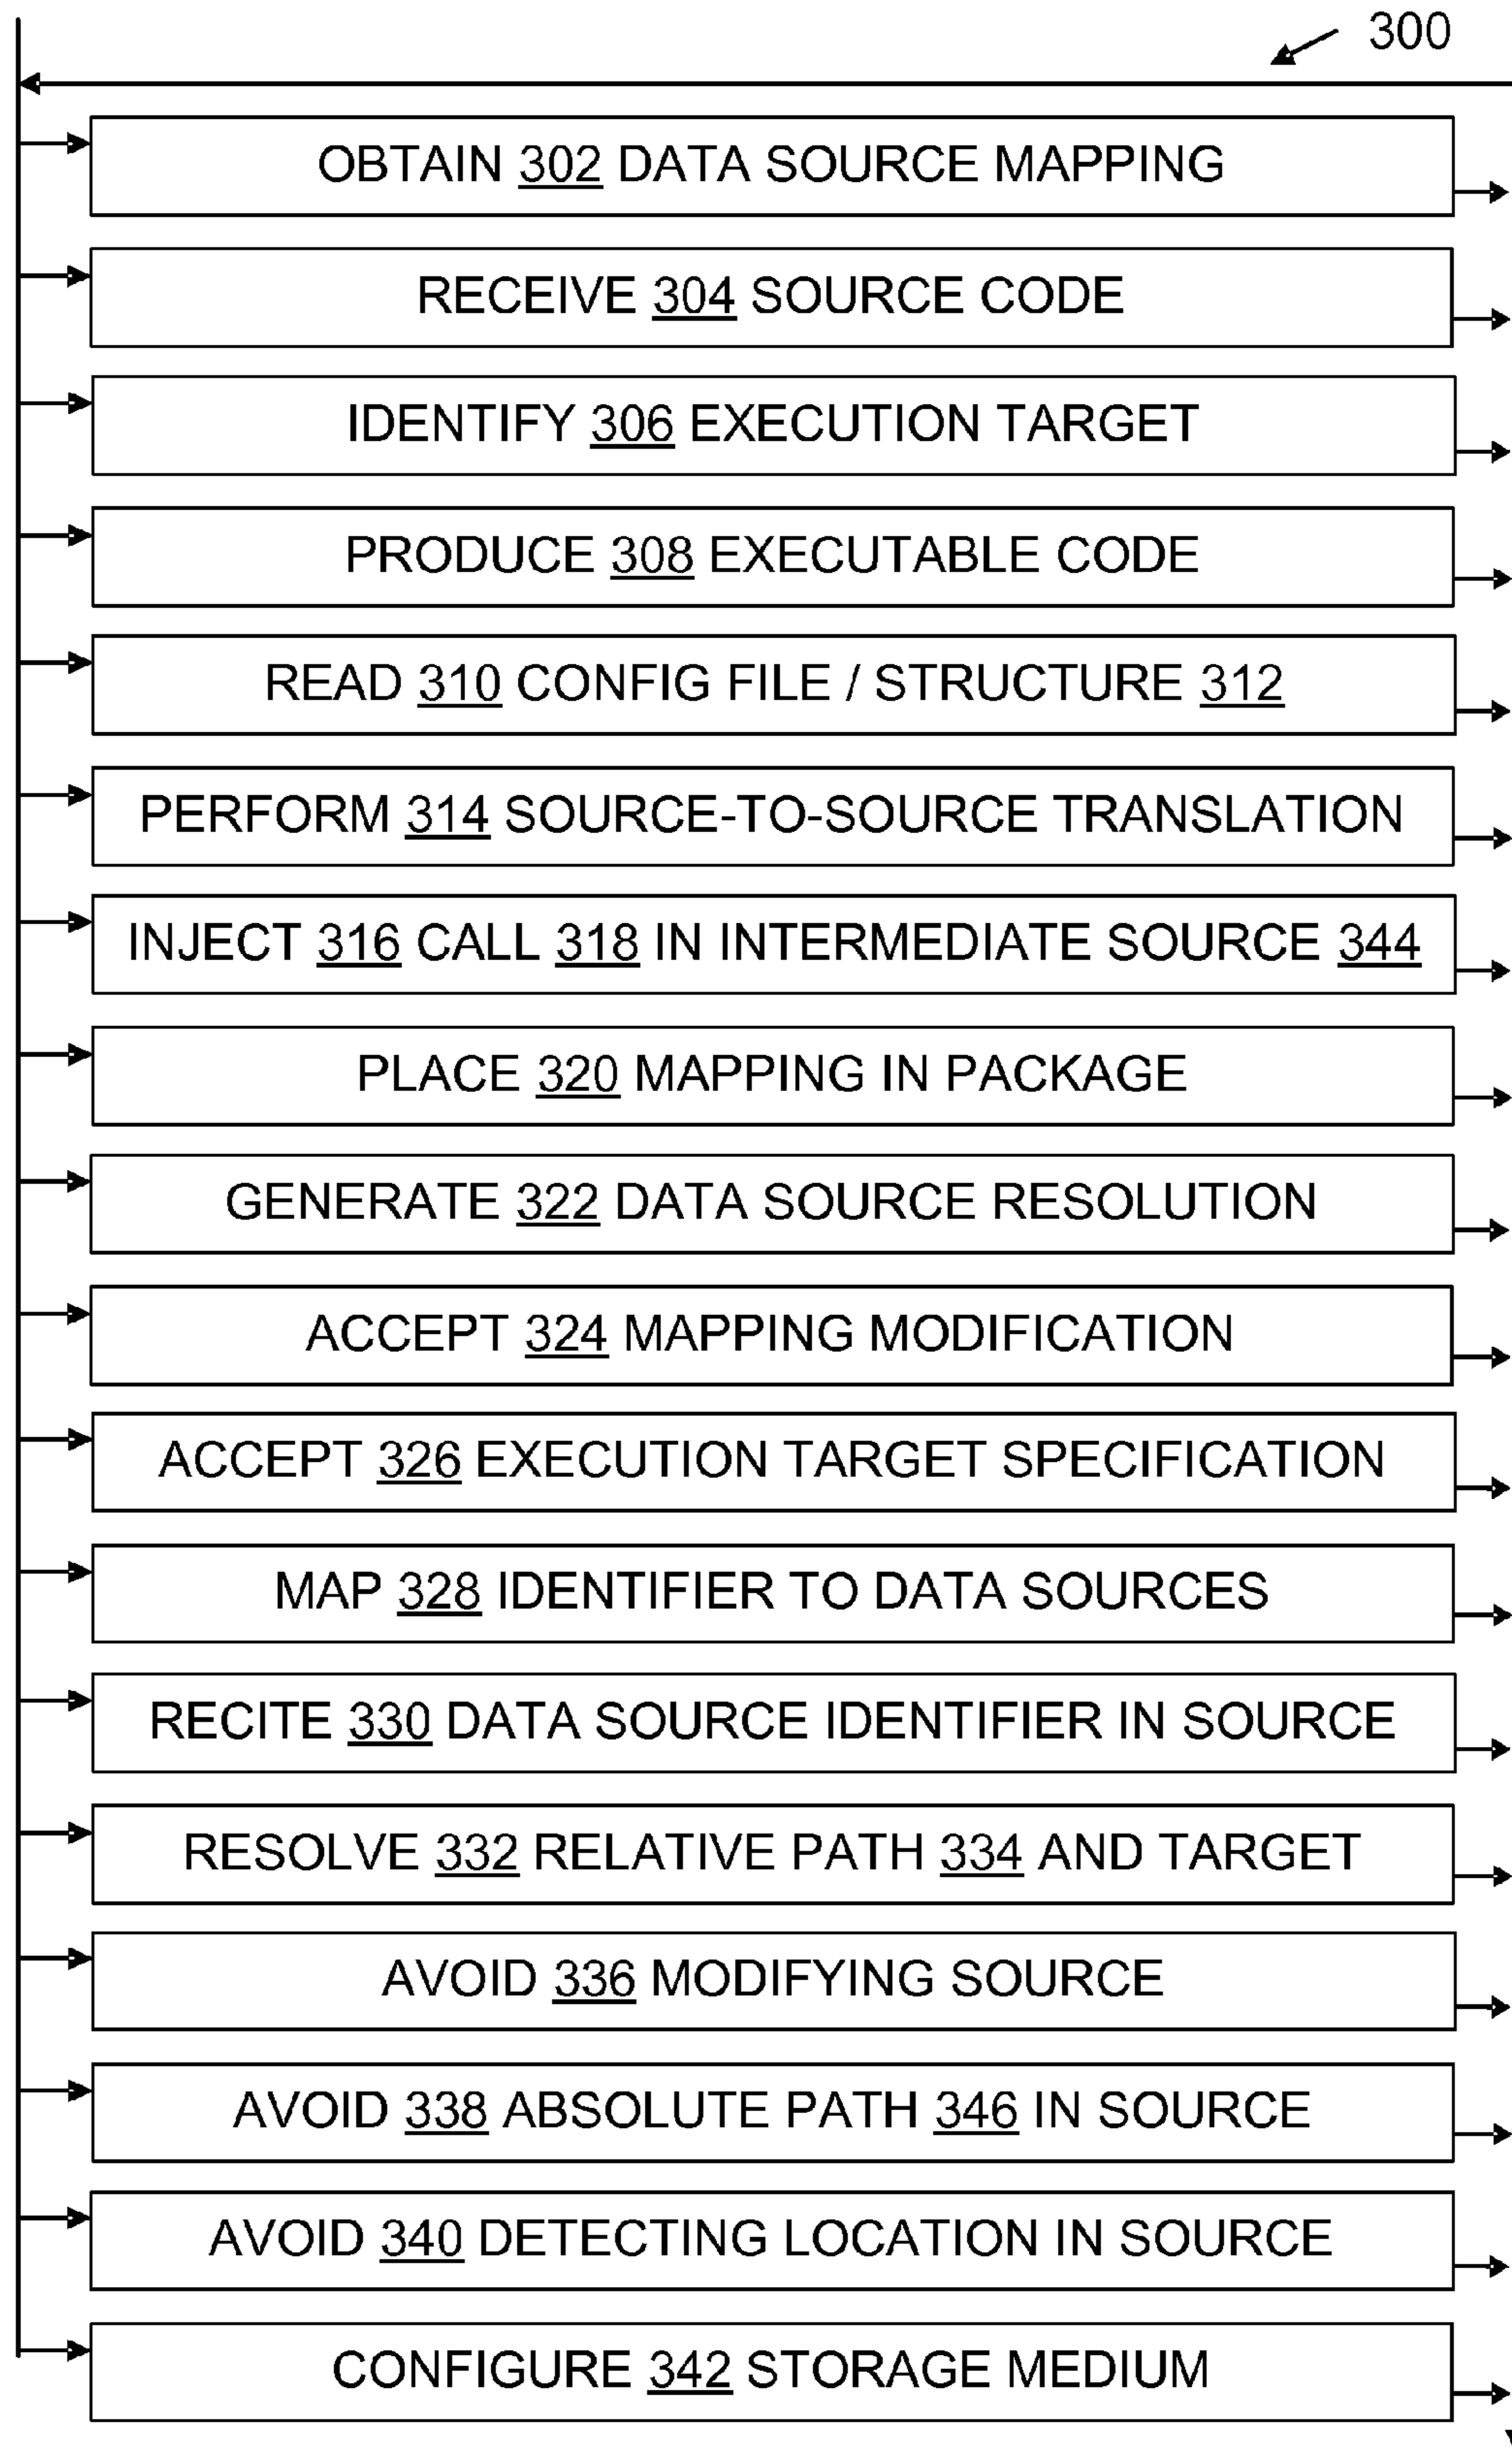 300
OBTAIN 302 DATA SOURCE MAPPING
RECEIVE 304 SOURCE CODE
IDENTIFY 306 EXECUTION TARGET
PRODUCE 308 EXECUTABLE CODE
READ 310 CONFIG FILE / STRUCTURE 312
PERFORM 314 SOURCE-TO-SOURCE TRANSLATION
INJECT 316 CALL 318 IN INTERMEDIATE SOURCE 344
PLACE 320 MAPPING IN PACKAGE
GENERATE 322 DATA SOURCE RESOLUTION
ACCEPT 324 MAPPING MODIFICATION
ACCEPT 326 EXECUTION TARGET SPECIFICATION
MAP 328 IDENTIFIER TO DATA SOURCES
RECITE 330 DATA SOURCE IDENTIFIER IN SOURCE
RESOLVE 332 RELATIVE PATH 334 AND TARGET
AVOID 336 MODIFYING SOURCE
AVOID 338 ABSOLUTE PATH 346 IN SOURCE
AVOID 340 DETECTING LOCATION IN SOURCE
CONFIGURE 342 STORAGE MEDIUM